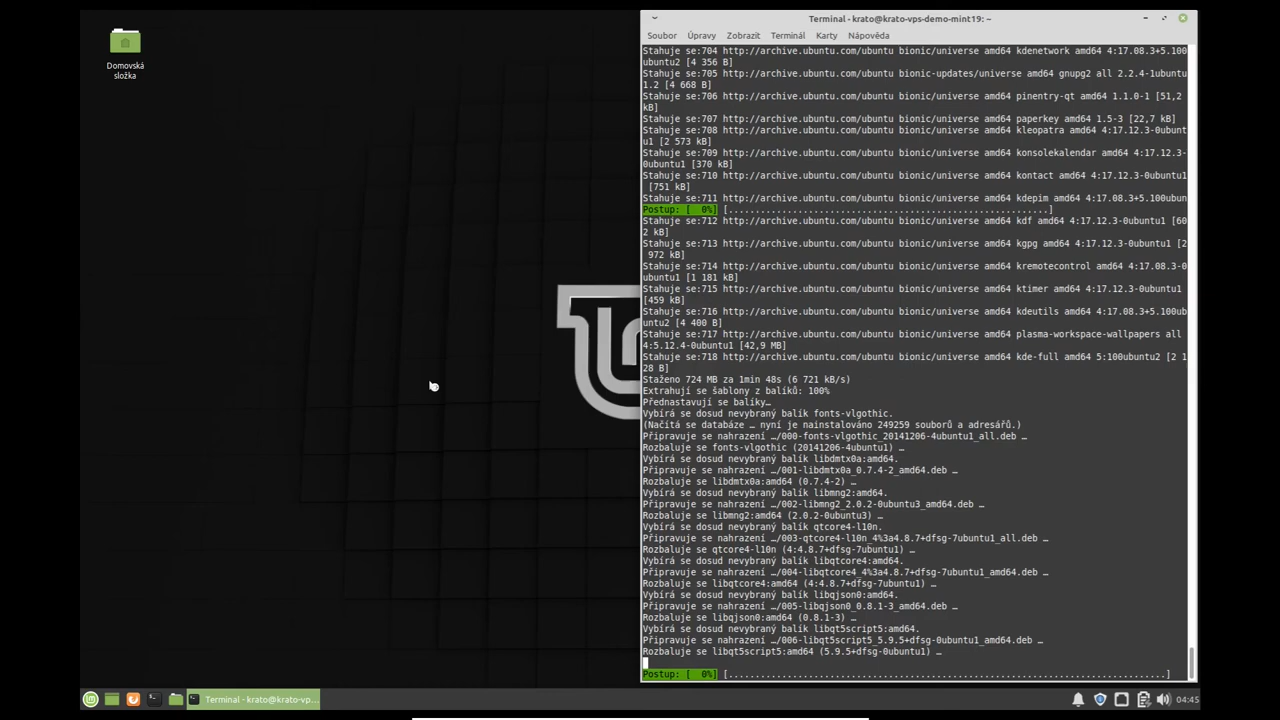 Domovská
složka
Terminal - krato@krato-vps-demo-mint19: ~
Soubor Úpravy Zobrazit Terminál Karty Nápověda
Stahuje se:704 http://archive.ubuntu.com/ubuntu bionic/universe amd64 kdenetwork amd64 4:17.08.3+5.100
ubuntu2 [4 356 B]
Stahuje se:705 http://archive.ubuntu.com/ubuntu bionic-updates/universe amd64 gnupg2 all 2.2.4-1ubuntu
1.2 [4 668 B]
Stahuje se:706 http://archive.ubuntu.com/ubuntu bionic/universe amd64 pinentry-qt amd64 1.1.0-1 [51,2
kB]
Stahuje se:707 http://archive.ubuntu.com/ubuntu bionic/universe amd64 paperkey amd64 1.5-3 [22,7 kB]
Stahuje se:708 http://archive.ubuntu.com/ubuntu bionic/universe amd64 kleopatra amd64 4:17.12.3-0ubunt
u1 [2 573 kB]
Stahuje se:709 http://archive.ubuntu.com/ubuntu bionic/universe amd64 konsolekalendar amd64 4:17.12.3-
0ubuntu1 [370 kB]
Stahuje se:710 http://archive.ubuntu.com/ubuntu bionic/universe amd64 kontact amd64 4:17.12.3-0ubuntu1
[751 kB]
Stahuje se:711 http://archive.ubuntu.com/ubuntu bionic/universe amd64 kdepim amd64 4:17.08.3+5.100ubun
Postup: [  0%] [............................................................]
Stahuje se:712 http://archive.ubuntu.com/ubuntu bionic/universe amd64 kdf amd64 4:17.12.3-0ubuntu1 [60
2 kB]
Stahuje se:713 http://archive.ubuntu.com/ubuntu bionic/universe amd64 kgpg amd64 4:17.12.3-0ubuntu1 [2
972 kB]
Stahuje se:714 http://archive.ubuntu.com/ubuntu bionic/universe amd64 kremotecontrol amd64 4:17.08.3-0
ubuntu1 [1 181 kB]
Stahuje se:715 http://archive.ubuntu.com/ubuntu bionic/universe amd64 ktimer amd64 4:17.12.3-0ubuntu1
[459 kB]
Stahuje se:716 http://archive.ubuntu.com/ubuntu bionic/universe amd64 kdeutils amd64 4:17.08.3+5.100ub
untu2 [4 400 B]
Stahuje se:717 http://archive.ubuntu.com/ubuntu bionic/universe amd64 plasma-workspace-wallpapers all
4:5.12.4-0ubuntu1 [42,9 MB]
Stahuje se:718 http://archive.ubuntu.com/ubuntu bionic/universe amd64 kde-full amd64 5:100ubuntu2 [2 1
28 B]
Staženo 724 MB za 1min 48s (6 721 kB/s)
Extrahují se šablony z balíků: 100%
Přednastavují se balíky…
Vybírá se dosud nevybraný balík fonts-vlgothic.
(Načítá se databáze … nyní je nainstalováno 249259 souborů a adresářů.)
Připravuje se nahrazení …/000-fonts-vlgothic_20141206-4ubuntu1_all.deb …
Rozbaluje se fonts-vlgothic (20141206-4ubuntu1) …
Vybírá se dosud nevybraný balík libdmtx0a:amd64.
Připravuje se nahrazení …/001-libdmtx0a_0.7.4-2_amd64.deb …
Rozbaluje se libdmtx0a:amd64 (0.7.4-2) …
Vybírá se dosud nevybraný balík libmng2:amd64.
Připravuje se nahrazení …/002-libmng2_2.0.2-0ubuntu3_amd64.deb …
Rozbaluje se libmng2:amd64 (2.0.2-0ubuntu3) …
Vybírá se dosud nevybraný balík qtcore4-l10n.
Připravuje se nahrazení …/003-qtcore4-l10n_4%3a4.8.7+dfsg-7ubuntu1_all.deb …
Rozbaluje se qtcore4-l10n (4:4.8.7+dfsg-7ubuntu1) …
Vybírá se dosud nevybraný balík libqtcore4:amd64.
Připravuje se nahrazení …/004-libqtcore4_4%3a4.8.7+dfsg-7ubuntu1_amd64.deb …
Rozbaluje se libqtcore4:amd64 (4:4.8.7+dfsg-7ubuntu1) …
Vybírá se dosud nevybraný balík libqjson0:amd64.
Připravuje se nahrazení …/005-libqjson0_0.8.1-3_amd64.deb …
Rozbaluje se libqjson0:amd64 (0.8.1-3) …
Vybírá se dosud nevybraný balík libqt5script5:amd64.
Připravuje se nahrazení …/006-libqt5script5_5.9.5+dfsg-0ubuntu1_amd64.deb …
Rozbaluje se libqt5script5:amd64 (5.9.5+dfsg-0ubuntu1) …
Postup: [  0%] [..................................................................................]
Terminal - krato@krato-vp... 04:45